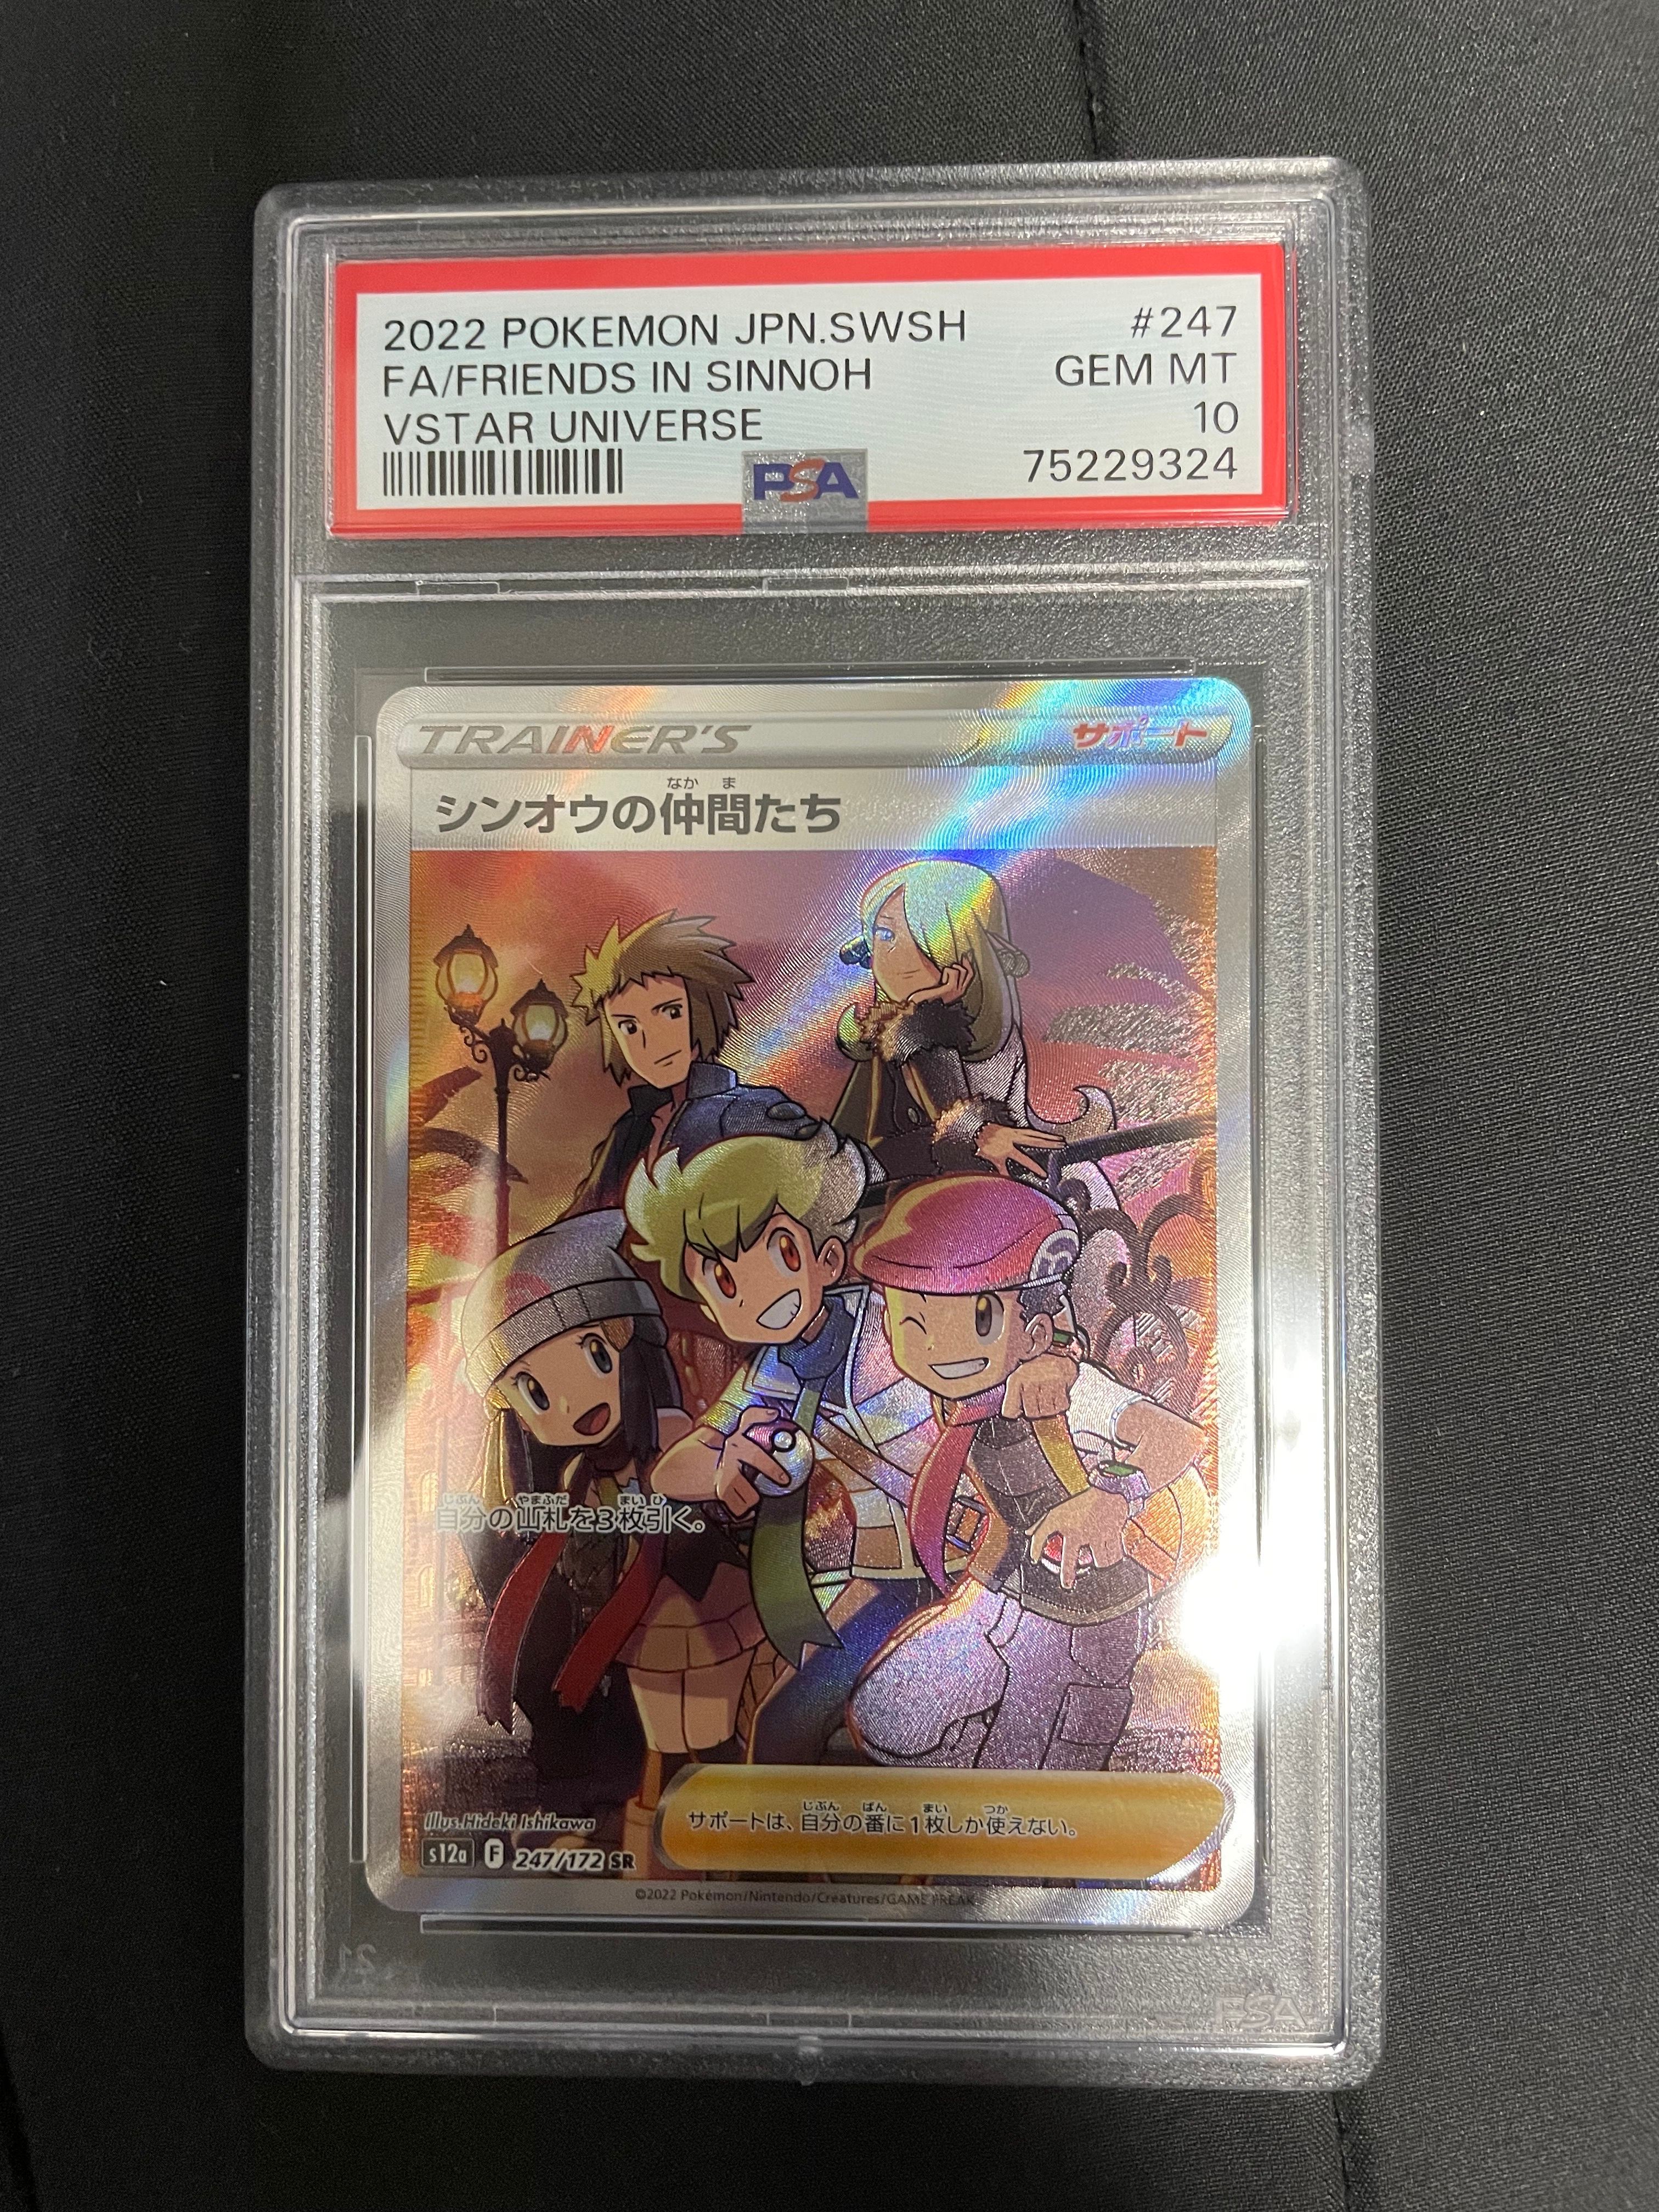 2022 POKEMON JPN.SWSH #247
FA/FRIENDS IN SINNOH GEM MT
VSTAR UNIVERSE 10
PSA 75229324
TRAINER'S サポート
なかま
シンオウの仲間たち
じぶん やまふだ まいひ
自分の山札を3枚引く。
Illus.Hideki Ishikawa
じぶん ばん まい つか
サポートは、自分の番に1枚しか使えない。
s12a F 247/172 SR
©2022 Pokémon/Nintendo/Creatures/GAME FREAK
PSA